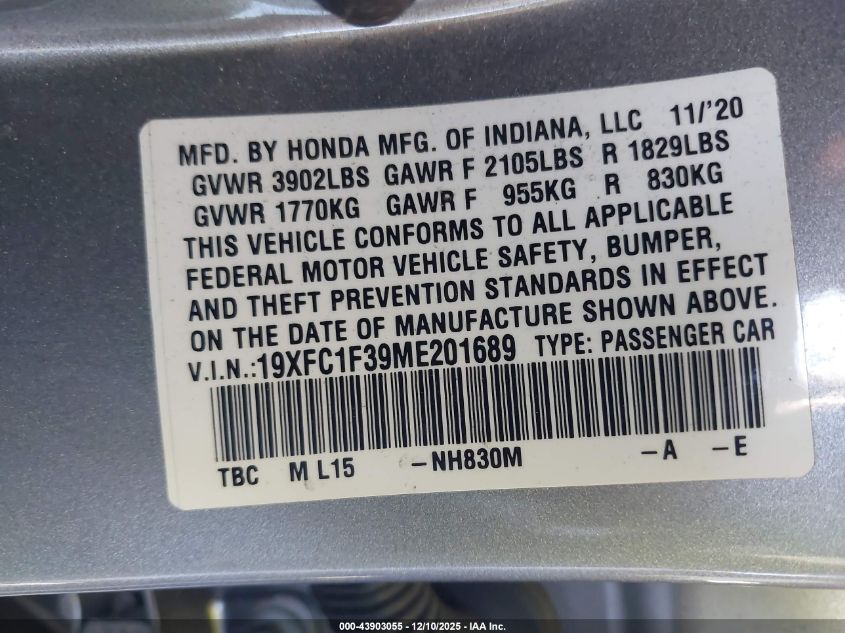 MFD. BY HONDA MFG. OF INDIANA, LLC 11/'20
GVWR 3902LBS GAWR F 2105LBS R 1829LBS
GVWR 1770KG GAWR F 955KG R 830KG
THIS VEHICLE CONFORMS TO ALL APPLICABLE
FEDERAL MOTOR VEHICLE SAFETY, BUMPER,
AND THEFT PREVENTION STANDARDS IN EFFECT
ON THE DATE OF MANUFACTURE SHOWN ABOVE.
V.I.N.:19XFC1F39ME201689 TYPE: PASSENGER CAR
TBC M L15 -NH830M -A -E
000-43903055 - 12/10/2025 - IAA Inc.